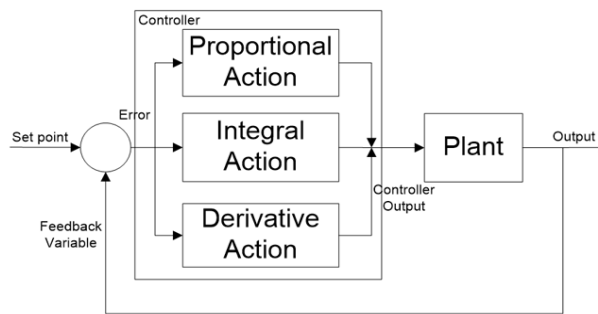 Controller
Proportional
Action
Error
Set point
Integral
Action
Plant
Output
Controller
Output
Feedback
Variable
Derivative
Action